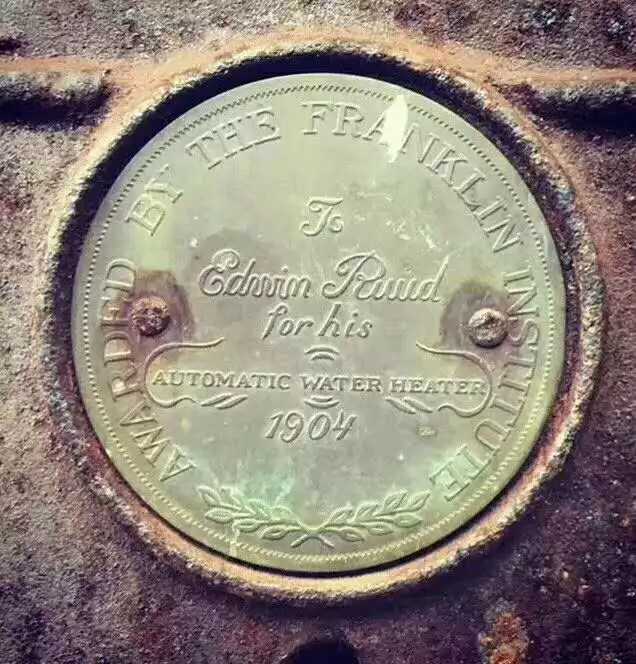 AWARDED BY THE FRANKLIN INSTITUTE
To
Edwin Ruud
for his
AUTOMATIC WATER HEATER
1904